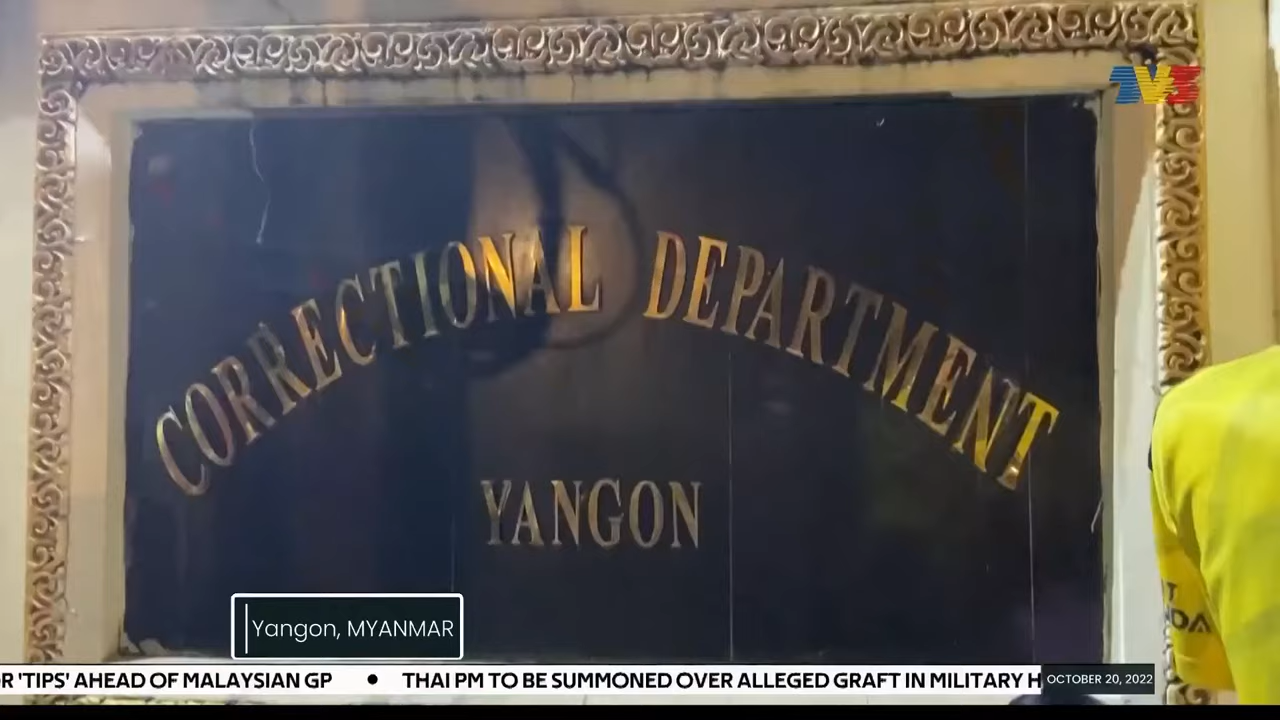 TV3
CORRECTIONAL DEPARTMENT
YANGON
Yangon, MYANMAR
R 'TIPS' AHEAD OF MALAYSIAN GP • THAI PM TO BE SUMMONED OVER ALLEGED GRAFT IN MILITARY H
OCTOBER 20, 2022